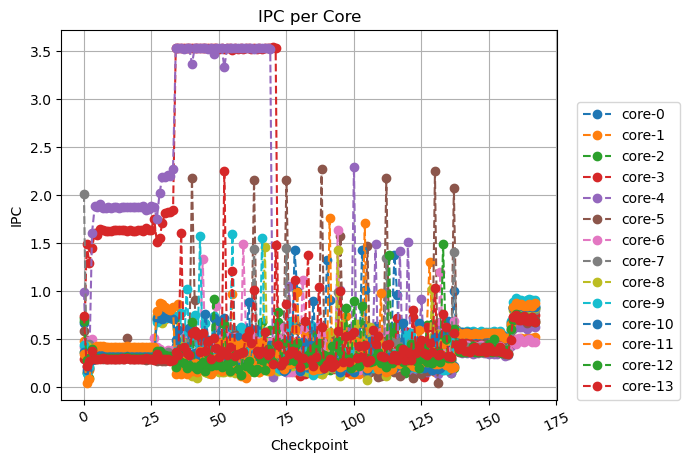 IPC per Core
IPC
3.5
3.0
2.5
2.0
1.5
1.0
0.5
0.0
0
25
50
75
100
125
150
175
Checkpoint
core-0
core-1
core-2
core-3
core-4
core-5
core-6
core-7
core-8
core-9
core-10
core-11
core-12
core-13